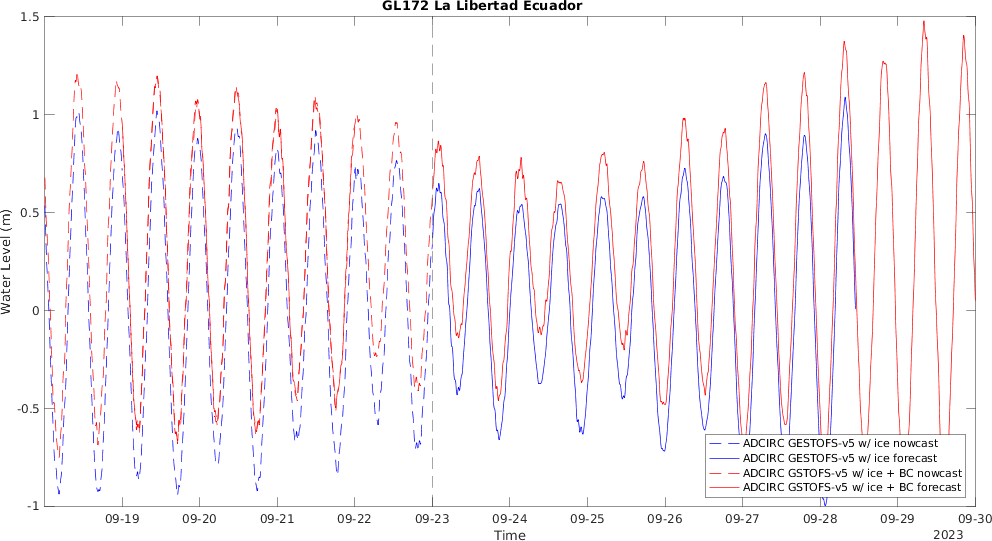 GL172 La Libertad Ecuador
1.5
1
0.5
0
-0.5
-1
Water Level (m)
09-19
09-20
09-21
09-22
09-23
09-24
09-25
09-26
09-27
09-28
09-29
09-30
Time
2023
ADCIRC GESTOFS-v5 w/ ice nowcast
ADCIRC GESTOFS-v5 w/ ice forecast
ADCIRC GSTOFS-v5 w/ ice + BC nowcast
ADCIRC GSTOFS-v5 w/ ice + BC forecast